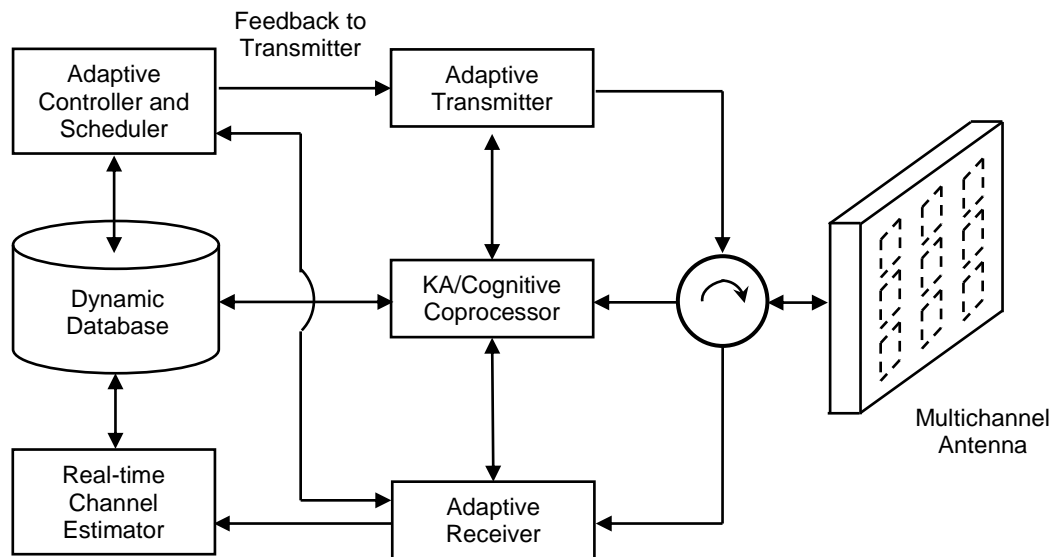 Feedback to
Transmitter
Adaptive
Controller and
Scheduler
Adaptive
Transmitter
Dynamic
Database
KA/Cognitive
Coprocessor
Multichannel
Antenna
Real-time
Channel
Estimator
Adaptive
Receiver